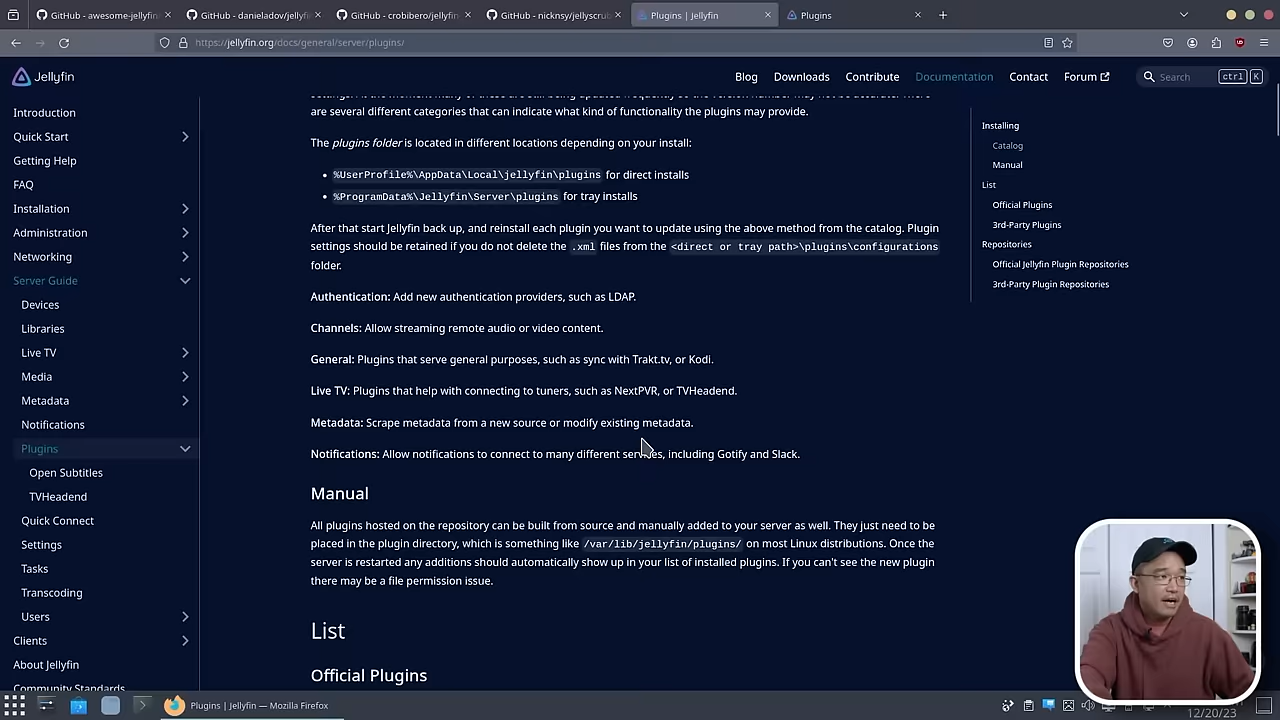 GitHub - awesome-jellyfin
GitHub - danieladov/jellyfi
GitHub - crobibero/jellyfin
GitHub - nicknsy/jellyscrub
Plugins | Jellyfin
Plugins
https://jellyfin.org/docs/general/server/plugins/
Jellyfin
Blog
Downloads
Contribute
Documentation
Contact
Forum
Search
ctrl
K
Introduction
Quick Start
Getting Help
FAQ
Installation
Administration
Networking
Server Guide
Devices
Libraries
Live TV
Media
Metadata
Notifications
Plugins
Open Subtitles
TVHeadend
Quick Connect
Settings
Tasks
Transcoding
Users
Clients
About Jellyfin
Community Standards
are several different categories that can indicate what kind of functionality the plugins may provide.
The plugins folder is located in different locations depending on your install:
• %UserProfile%\AppData\Local\jellyfin\plugins for direct installs
• %ProgramData%\Jellyfin\Server\plugins for tray installs
After that start Jellyfin back up, and reinstall each plugin you want to update using the above method from the catalog. Plugin
settings should be retained if you do not delete the .xml files from the <direct or tray path>\plugins\configurations
folder.
Authentication: Add new authentication providers, such as LDAP.
Channels: Allow streaming remote audio or video content.
General: Plugins that serve general purposes, such as sync with Trakt.tv, or Kodi.
Live TV: Plugins that help with connecting to tuners, such as NextPVR, or TVHeadend.
Metadata: Scrape metadata from a new source or modify existing metadata.
Notifications: Allow notifications to connect to many different services, including Gotify and Slack.
Manual
All plugins hosted on the repository can be built from source and manually added to your server as well. They just need to be
placed in the plugin directory, which is something like /var/lib/jellyfin/plugins/ on most Linux distributions. Once the
server is restarted any additions should automatically show up in your list of installed plugins. If you can't see the new plugin
there may be a file permission issue.
List
Official Plugins
Installing
Catalog
Manual
List
Official Plugins
3rd-Party Plugins
Repositories
Official Jellyfin Plugin Repositories
3rd-Party Plugin Repositories
Plugins | Jellyfin — Mozilla Firefox
12/20/23